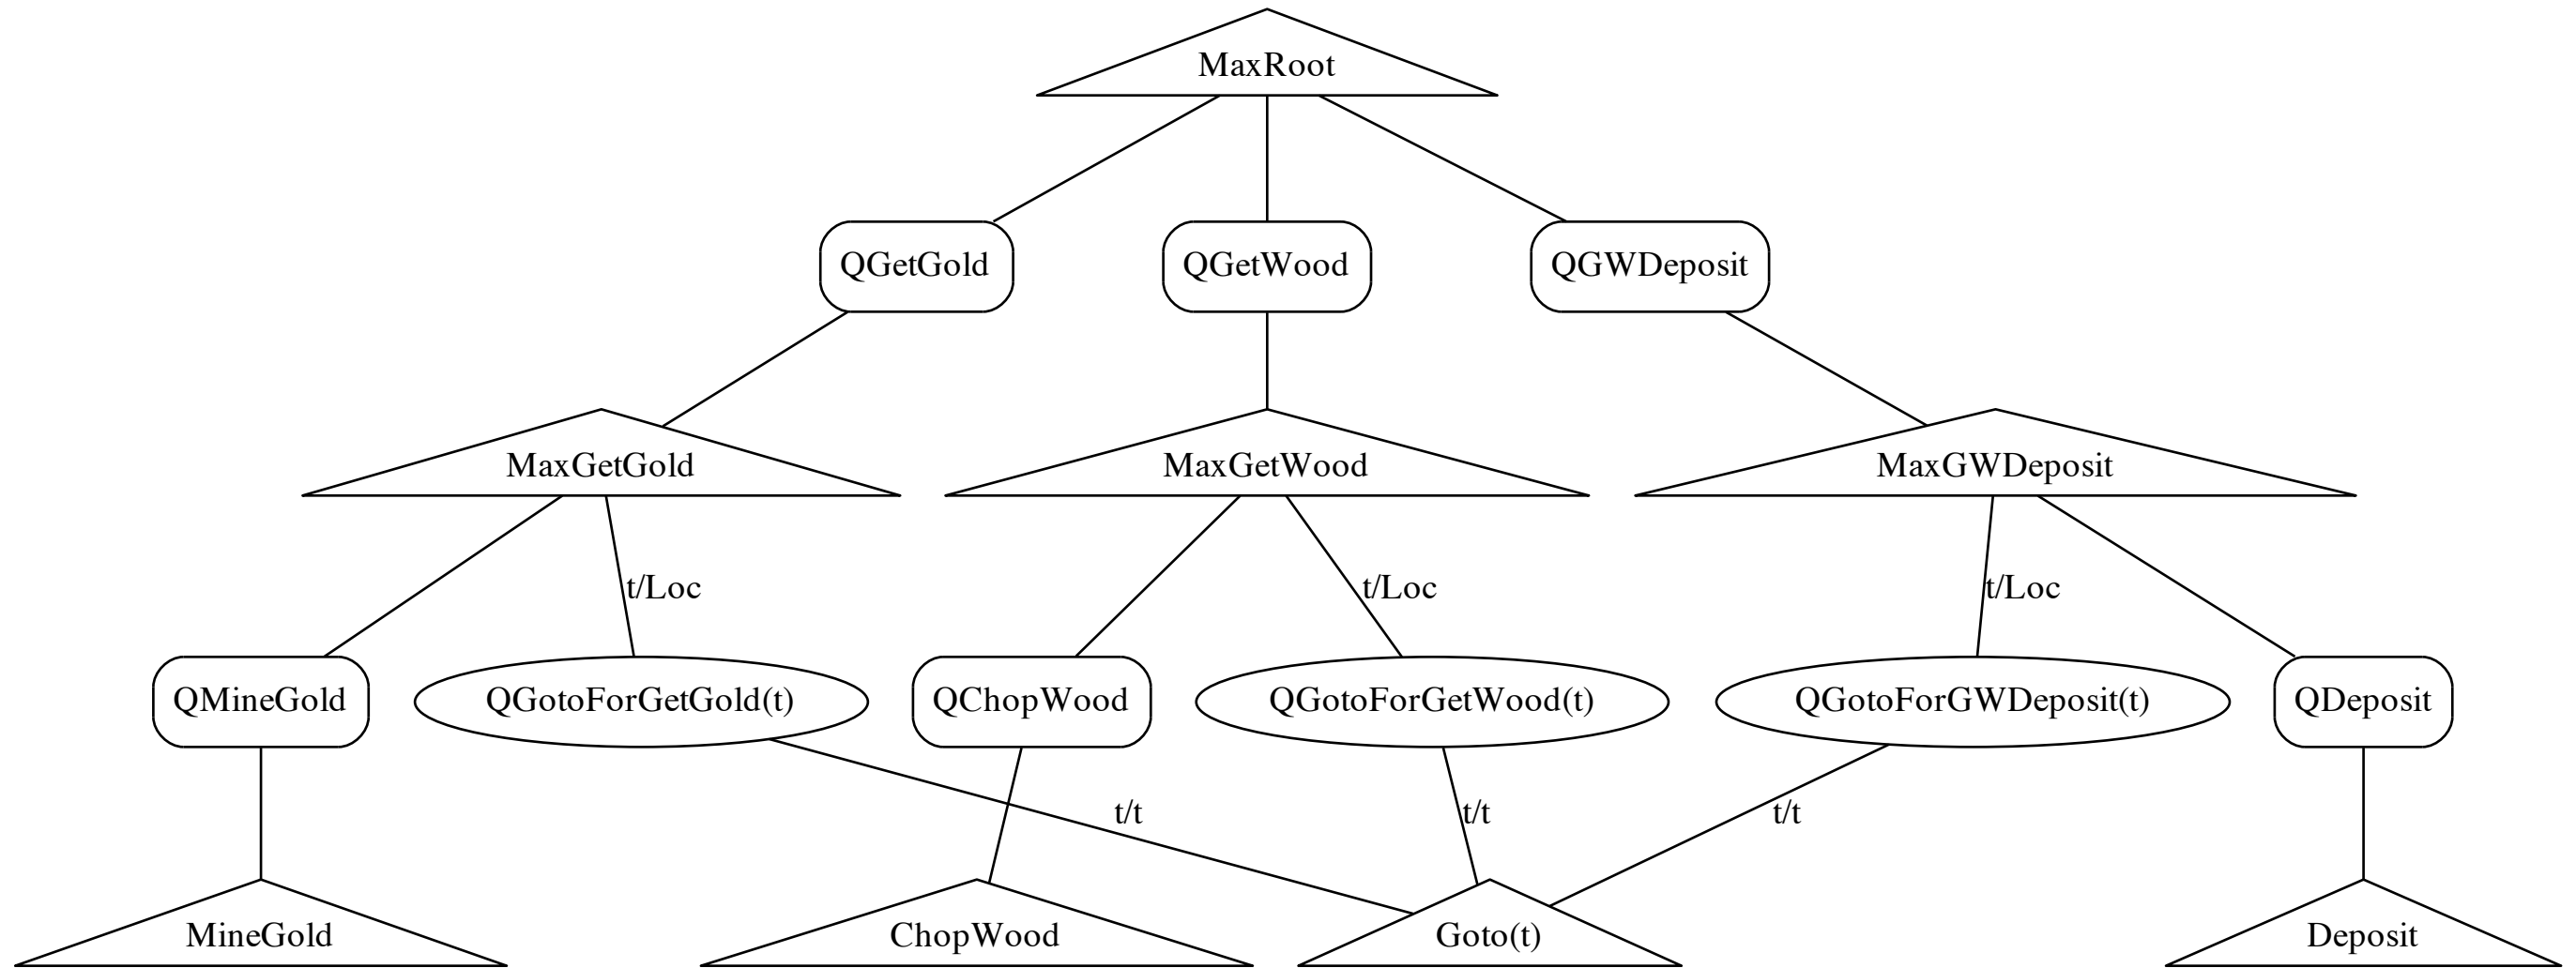 MaxRoot
QGetGold
QGetWood
QGWDeposit
MaxGetGold
MaxGetWood
MaxGWDeposit
t/Loc
t/Loc
t/Loc
QMineGold
QGotoForGetGold(t)
QChopWood
QGotoForGetWood(t)
QGotoForGWDeposit(t)
QDeposit
t/t
t/t
t/t
MineGold
ChopWood
Goto(t)
Deposit